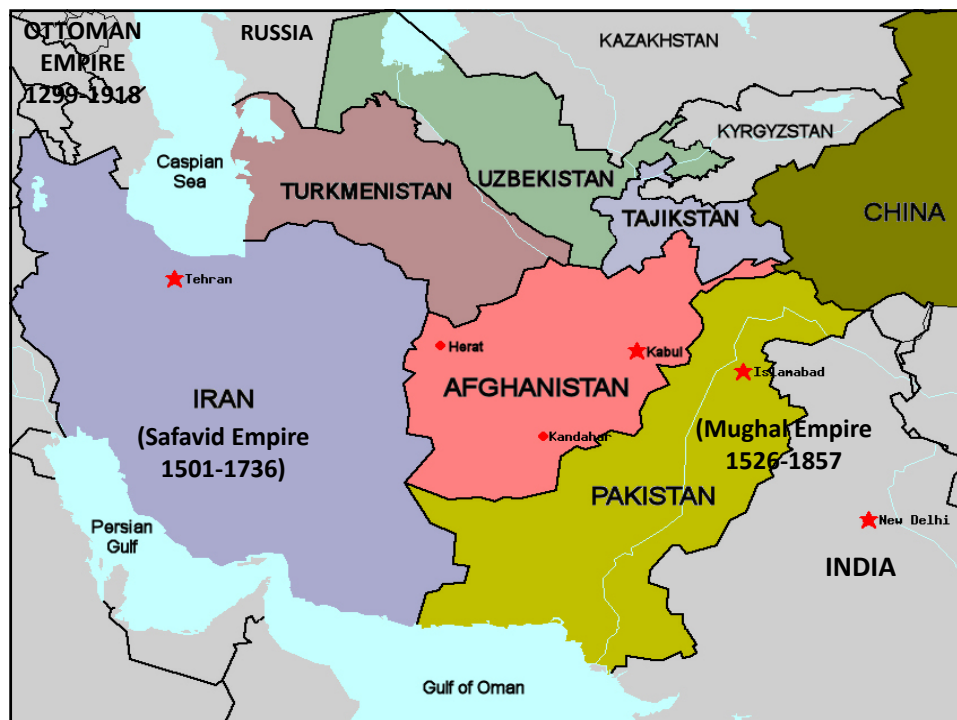 OTTOMAN
EMPIRE
1299-1918
RUSSIA
KAZAKHSTAN
KYRGYZSTAN
Caspian
Sea
TURKMENISTAN
UZBEKISTAN
TAJIKSTAN
CHINA
Tehran
Herat
Kabul
Islamabad
AFGHANISTAN
IRAN
(Safavid Empire
1501-1736)
Kandahar
(Mughal Empire
1526-1857
PAKISTAN
Persian
Gulf
New Delhi
INDIA
Gulf of Oman